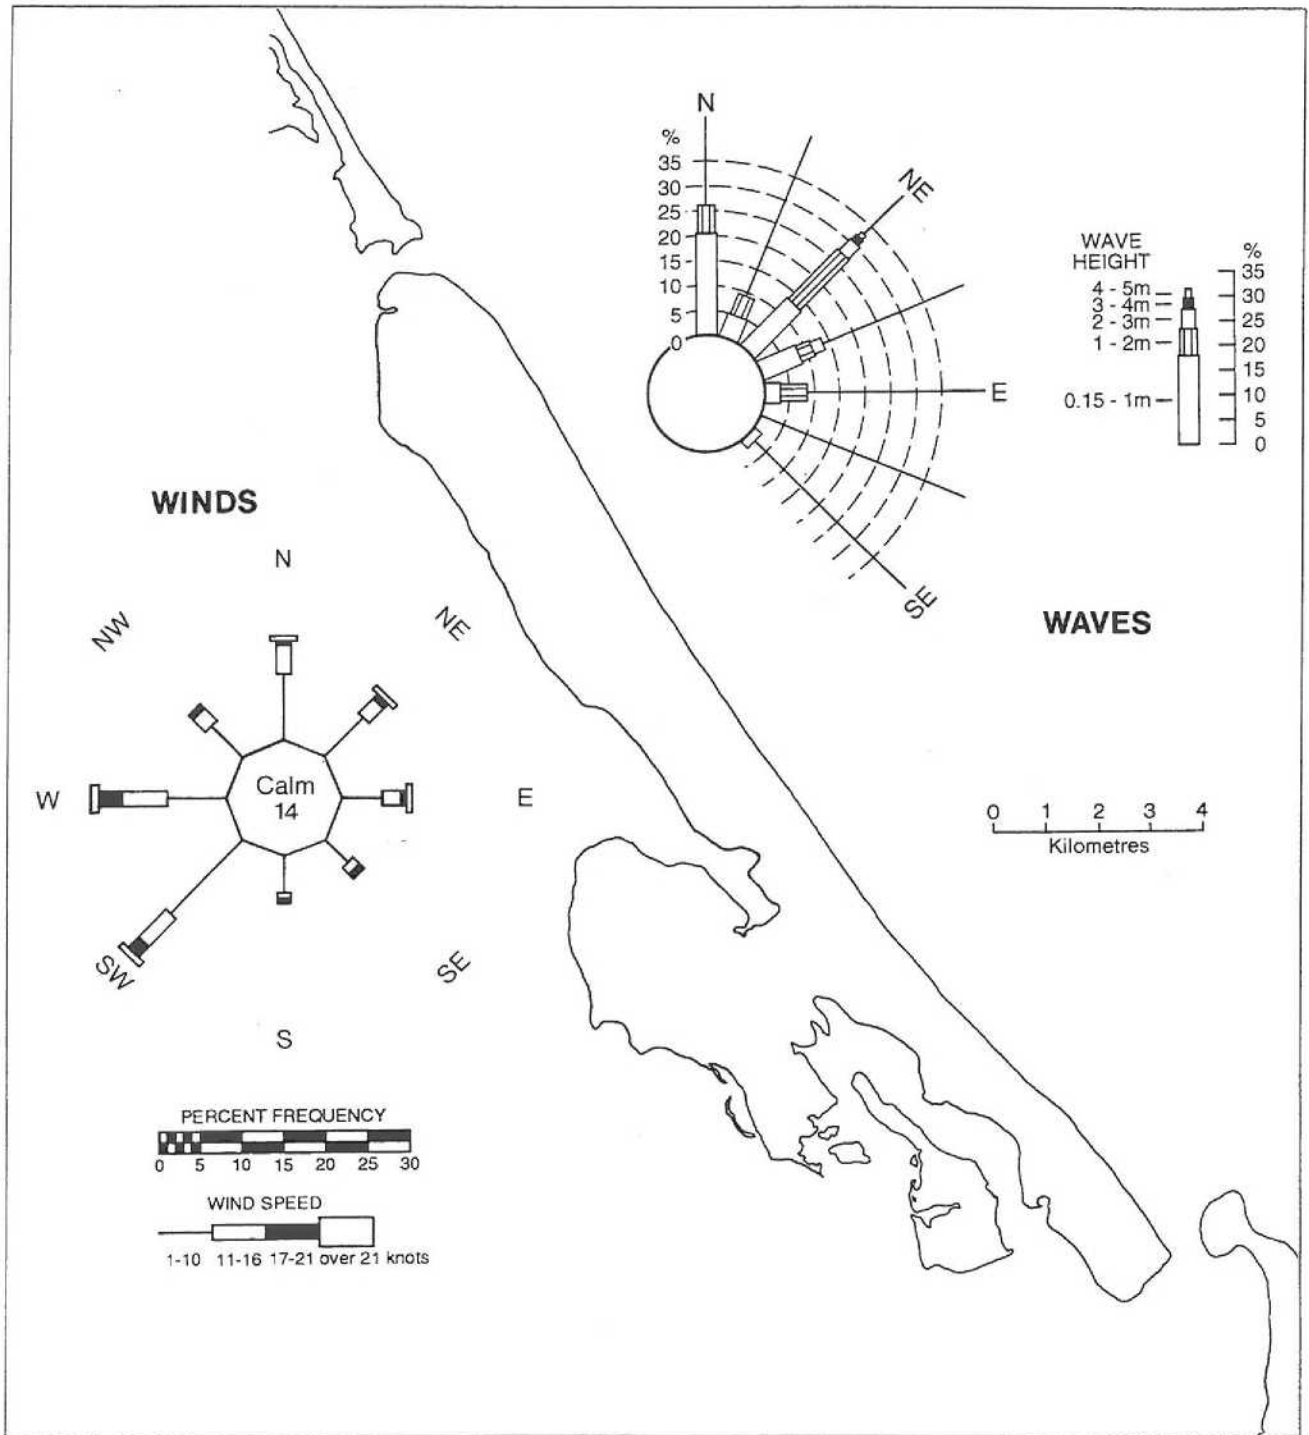 N
%
35
30
25
20
15
10
5
0
NE
E
SE
WAVE
HEIGHT
4 - 5m
3 - 4m
2 - 3m
1 - 2m
0.15 - 1m
%
35
30
25
20
15
10
5
0
WAVES
WINDS
N
NW
NE
W
Calm
14
E
SW
SE
S
0 1 2 3 4
Kilometres
PERCENT FREQUENCY
0 5 10 15 20 25 30
WIND SPEED
1-10 11-16 17-21 over 21 knots